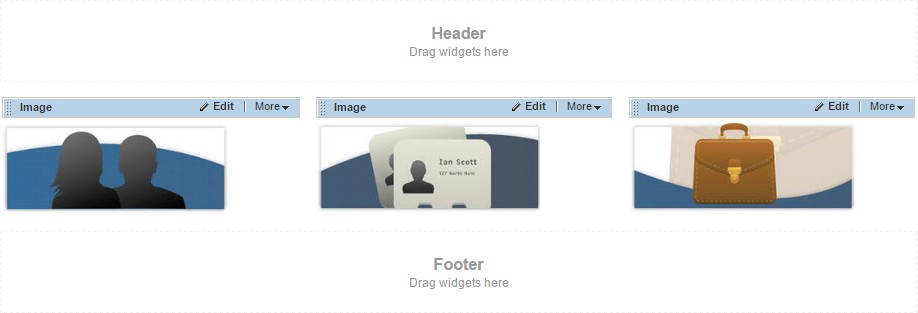 Header
Drag widgets here
Image Edit | More
Image Edit | More
Image Edit | More
Ian Scott
127 North Main
Footer
Drag widgets here